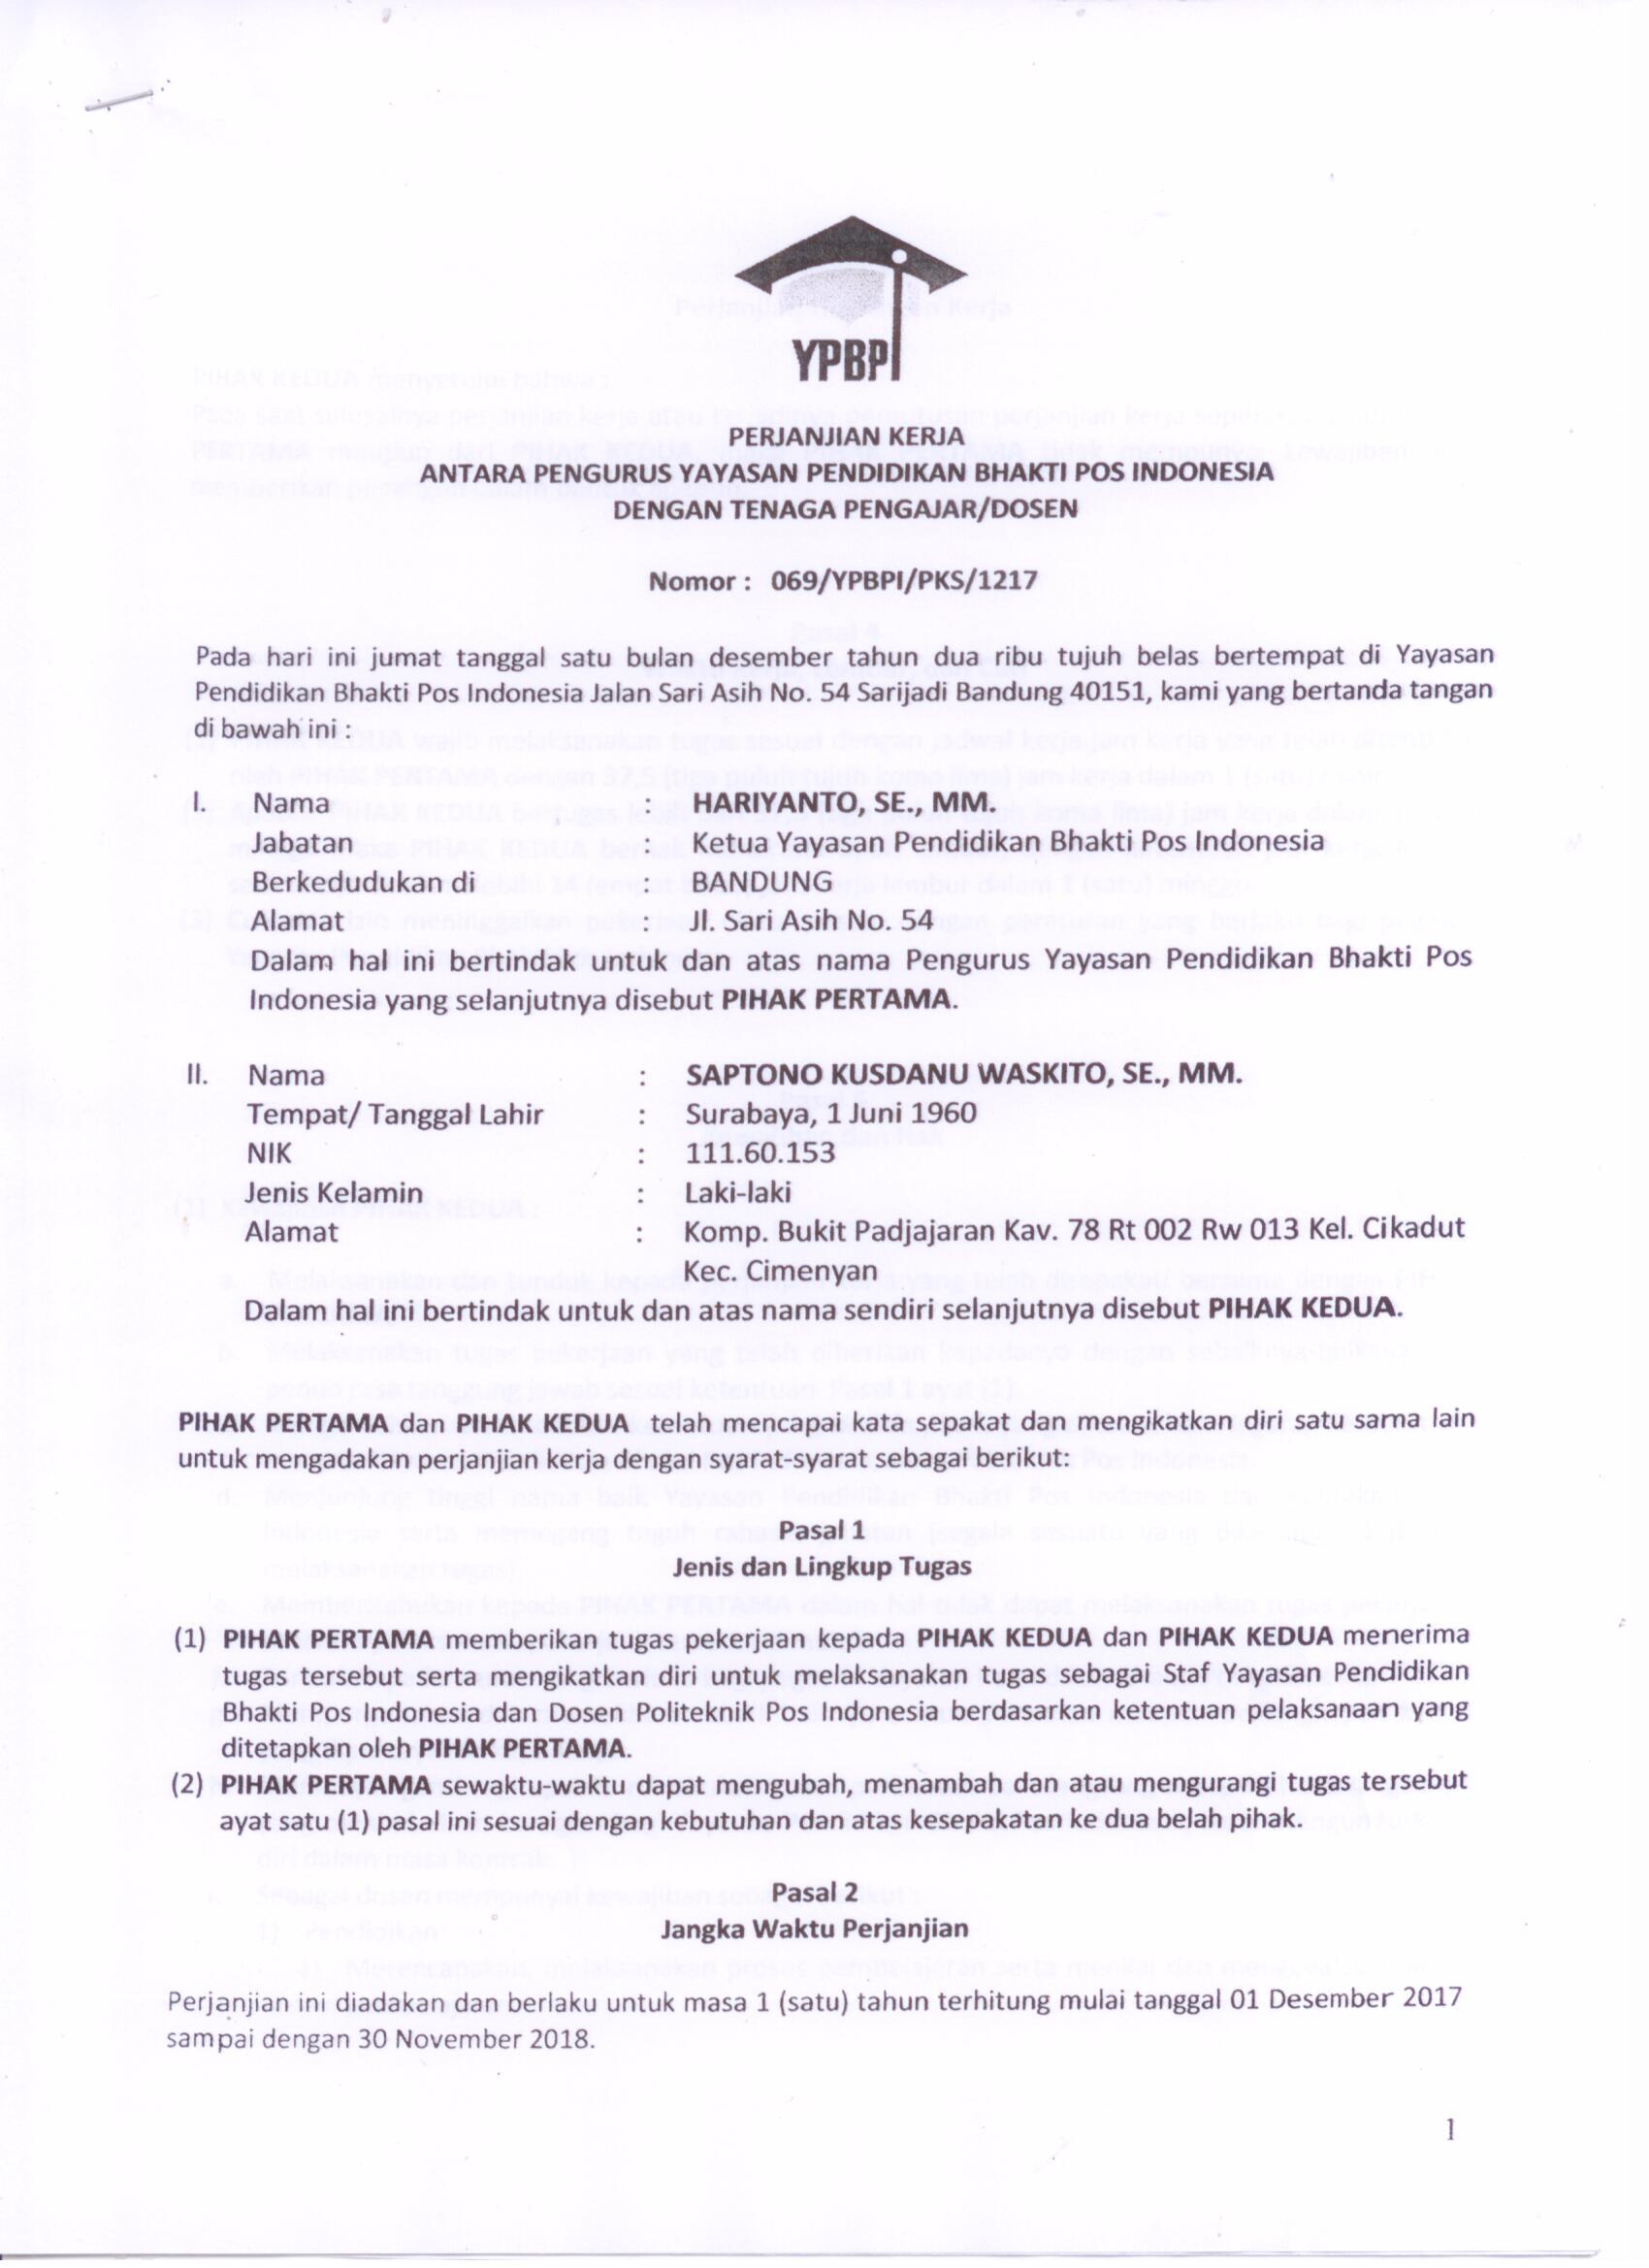 YPBPI
PERJANJIAN KERJA
ANTARA PENGURUS YAYASAN PENDIDIKAN BHAKTI POS INDONESIA
DENGAN TENAGA PENGAJAR/DOSEN
Nomor : 069/YPBPI/PKS/1217
Pada hari ini jumat tanggal satu bulan desember tahun dua ribu tujuh belas bertempat di Yayasan
Pendidikan Bhakti Pos Indonesia Jalan Sari Asih No. 54 Sarijadi Bandung 40151, kami yang bertanda tangan
di bawah ini :
I. Nama : HARIYANTO, SE., MM.
Jabatan : Ketua Yayasan Pendidikan Bhakti Pos Indonesia
Berkedudukan di : BANDUNG
Alamat : Jl. Sari Asih No. 54
Dalam hal ini bertindak untuk dan atas nama Pengurus Yayasan Pendidikan Bhakti Pos
Indonesia yang selanjutnya disebut PIHAK PERTAMA.
II. Nama : SAPTONO KUSDANU WASKITO, SE., MM.
Tempat/ Tanggal Lahir : Surabaya, 1 Juni 1960
NIK : 111.60.153
Jenis Kelamin : Laki-laki
Alamat : Komp. Bukit Padjajaran Kav. 78 Rt 002 Rw 013 Kel. Cikadut
Kec. Cimenyan
Dalam hal ini bertindak untuk dan atas nama sendiri selanjutnya disebut PIHAK KEDUA.
PIHAK PERTAMA dan PIHAK KEDUA telah mencapai kata sepakat dan mengikatkan diri satu sama lain
untuk mengadakan perjanjian kerja dengan syarat-syarat sebagai berikut:
Pasal 1
Jenis dan Lingkup Tugas
(1) PIHAK PERTAMA memberikan tugas pekerjaan kepada PIHAK KEDUA dan PIHAK KEDUA menerima
tugas tersebut serta mengikatkan diri untuk melaksanakan tugas sebagai Staf Yayasan Pendidikan
Bhakti Pos Indonesia dan Dosen Politeknik Pos Indonesia berdasarkan ketentuan pelaksanaan yang
ditetapkan oleh PIHAK PERTAMA.
(2) PIHAK PERTAMA sewaktu-waktu dapat mengubah, menambah dan atau mengurangi tugas tersebut
ayat satu (1) pasal ini sesuai dengan kebutuhan dan atas kesepakatan ke dua belah pihak.
Pasal 2
Jangka Waktu Perjanjian
Perjanjian ini diadakan dan berlaku untuk masa 1 (satu) tahun terhitung mulai tanggal 01 Desember 2017
sampai dengan 30 November 2018.
1